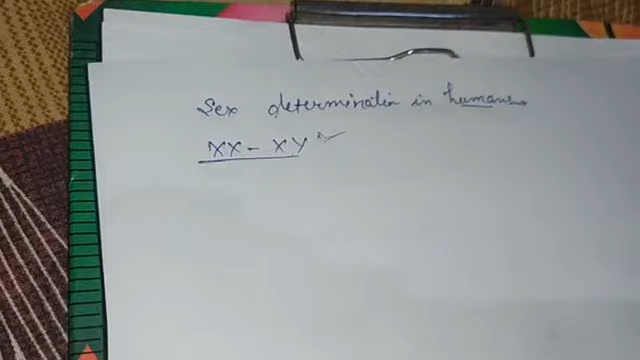 Sex determination in humans.
XX - XY